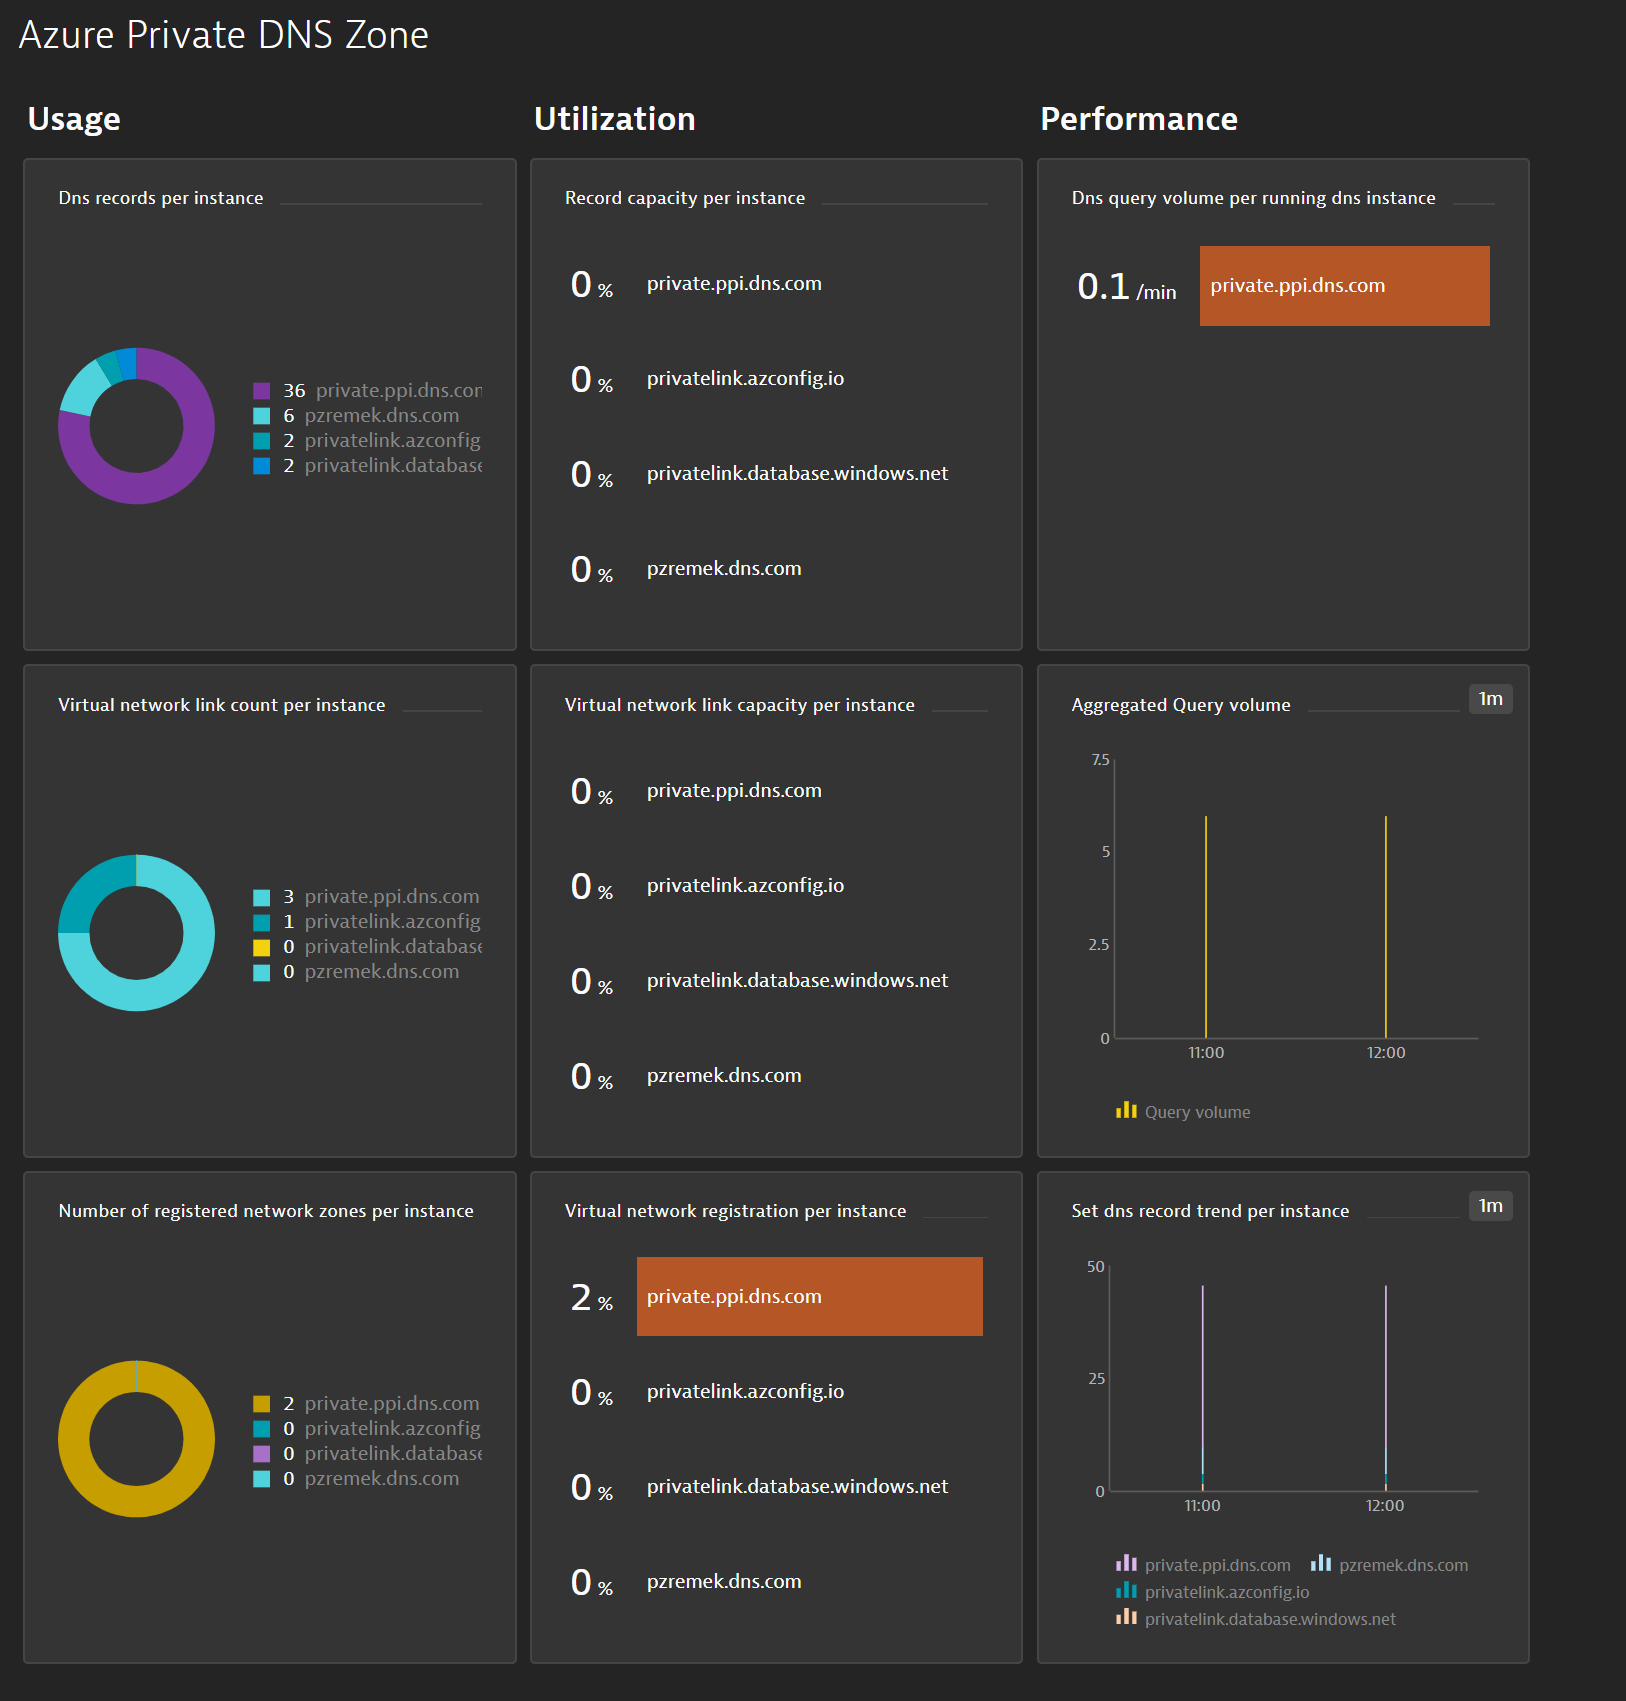 Azure Private DNS Zone
Usage
Utilization
Performance
Dns records per instance
36 private.ppi.dns.con
6 pzremek.dns.com
2 privatelink.azconfig
2 privatelink.database
Record capacity per instance
0 % private.ppi.dns.com
0 % privatelink.azconfig.io
0 % privatelink.database.windows.net
0 % pzremek.dns.com
Dns query volume per running dns instance
0.1 /min private.ppi.dns.com
Virtual network link count per instance
3 private.ppi.dns.com
1 privatelink.azconfig
0 privatelink.database
0 pzremek.dns.com
Virtual network link capacity per instance
0 % private.ppi.dns.com
0 % privatelink.azconfig.io
0 % privatelink.database.windows.net
0 % pzremek.dns.com
Aggregated Query volume
1m
7.5
5
2.5
0
11:00 12:00
Query volume
Number of registered network zones per instance
2 private.ppi.dns.com
0 privatelink.azconfig
0 privatelink.database
0 pzremek.dns.com
Virtual network registration per instance
2 % private.ppi.dns.com
0 % privatelink.azconfig.io
0 % privatelink.database.windows.net
0 % pzremek.dns.com
Set dns record trend per instance
1m
50
25
0
11:00 12:00
private.ppi.dns.com pzremek.dns.com
privatelink.azconfig.io
privatelink.database.windows.net